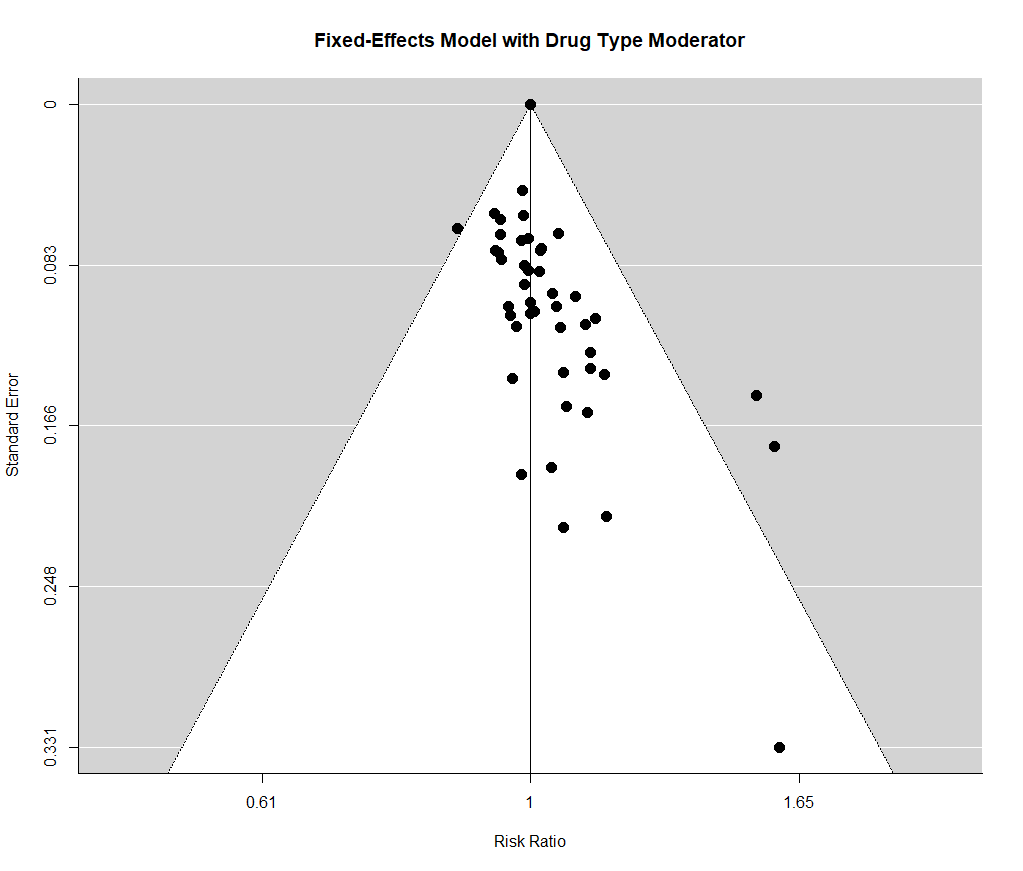 Fixed-Effects Model with Drug Type Moderator
0
0.083
0.166
0.248
0.331
Standard Error
0.61
1
1.65
Risk Ratio